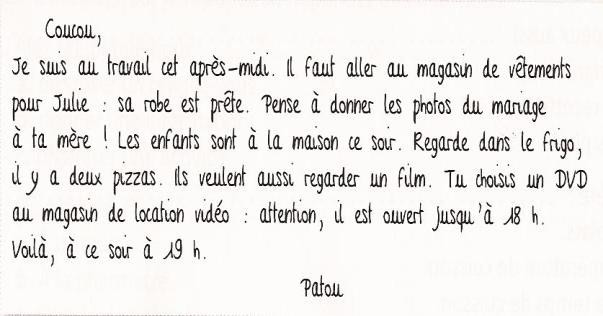 Coucou,
Je suis au travail cet après-midi. Il faut aller au magasin de vêtements
pour Julie : sa robe est prête. Pense à donner les photos du mariage
à ta mère ! Les enfants sont à la maison ce soir. Regarde dans le frigo,
il y a deux pizzas. Ils veulent aussi regarder un film. Tu choisis un DVD
au magasin de location vidéo : attention, il est ouvert jusqu'à 18 h.
Voilà, à ce soir à 19 h.
Patou